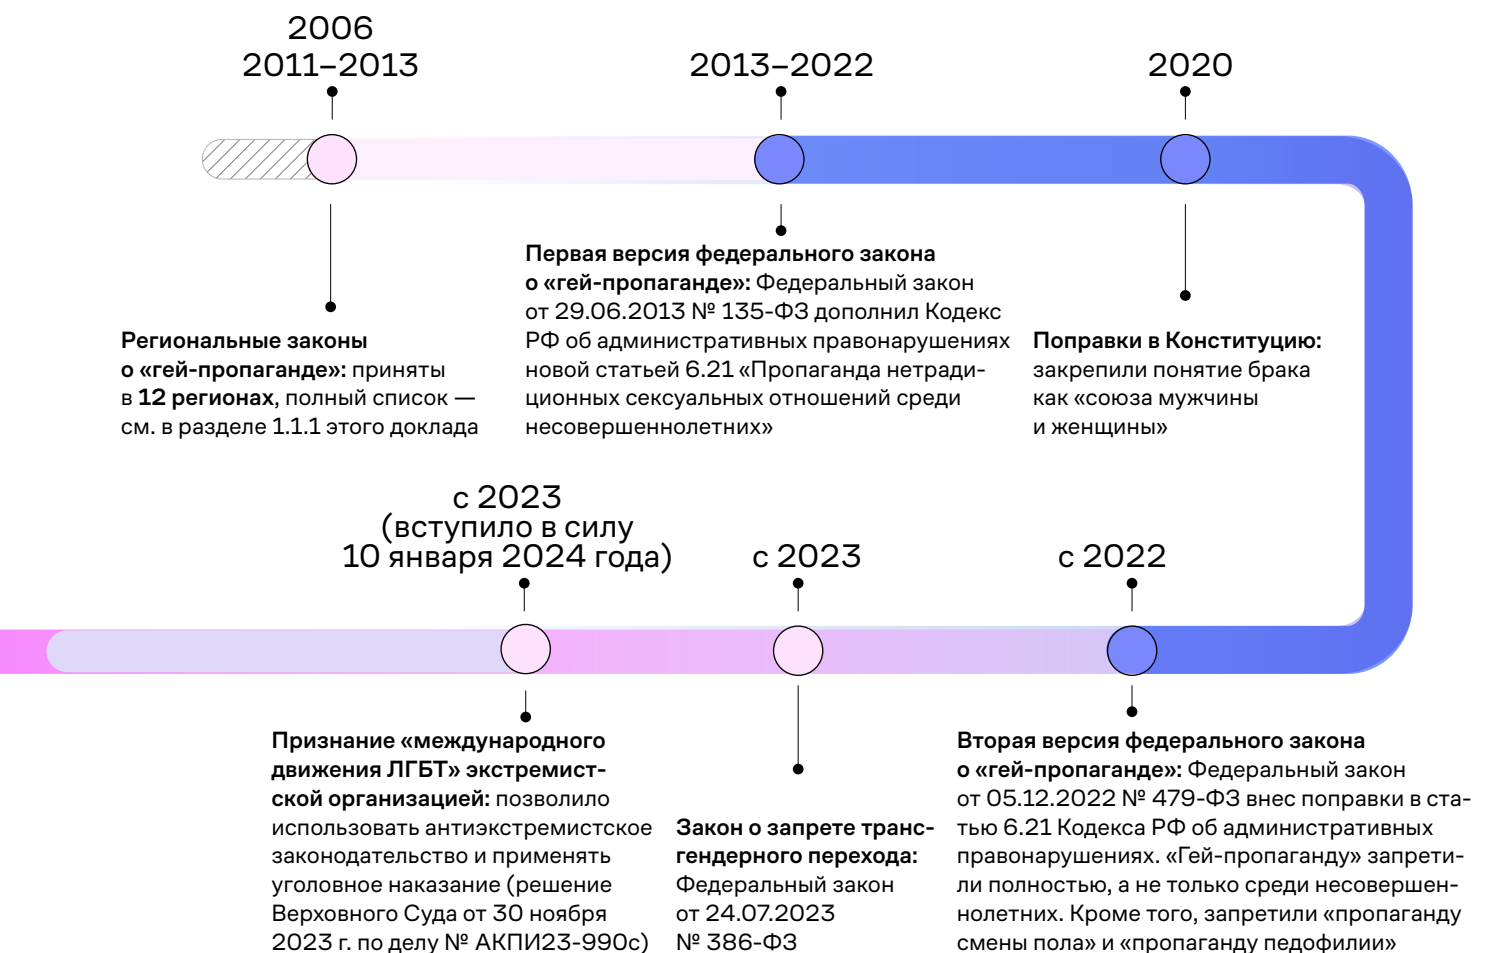 2006
2011–2013
Региональные законы
о «гей-пропаганде»: приняты
в 12 регионах, полный список —
см. в разделе 1.1.1 этого доклада
2013–2022
Первая версия федерального закона
о «гей-пропаганде»: Федеральный закон
от 29.06.2013 № 135-ФЗ дополнил Кодекс
РФ об административных правонарушениях
новой статьей 6.21 «Пропаганда нетради-
ционных сексуальных отношений среди
несовершеннолетних»
2020
Поправки в Конституцию:
закрепили понятие брака
как «союза мужчины
и женщины»
с 2022
Вторая версия федерального закона
о «гей-пропаганде»: Федеральный закон
от 05.12.2022 № 479-ФЗ внес поправки в ста-
тью 6.21 Кодекса РФ об административных
правонарушениях. «Гей-пропаганду» запрети-
ли полностью, а не только среди несовершен-
нолетних. Кроме того, запретили «пропаганду
смены пола» и «пропаганду педофилии»
с 2023
Закон о запрете транс-
гендерного перехода:
Федеральный закон
от 24.07.2023
№ 386-ФЗ
с 2023
(вступило в силу
10 января 2024 года)
Признание «международного
движения ЛГБТ» экстремист-
ской организацией: позволило
использовать антиэкстремистское
законодательство и применять
уголовное наказание (решение
Верховного Суда от 30 ноября
2023 г. по делу № АКПИ23-990с)